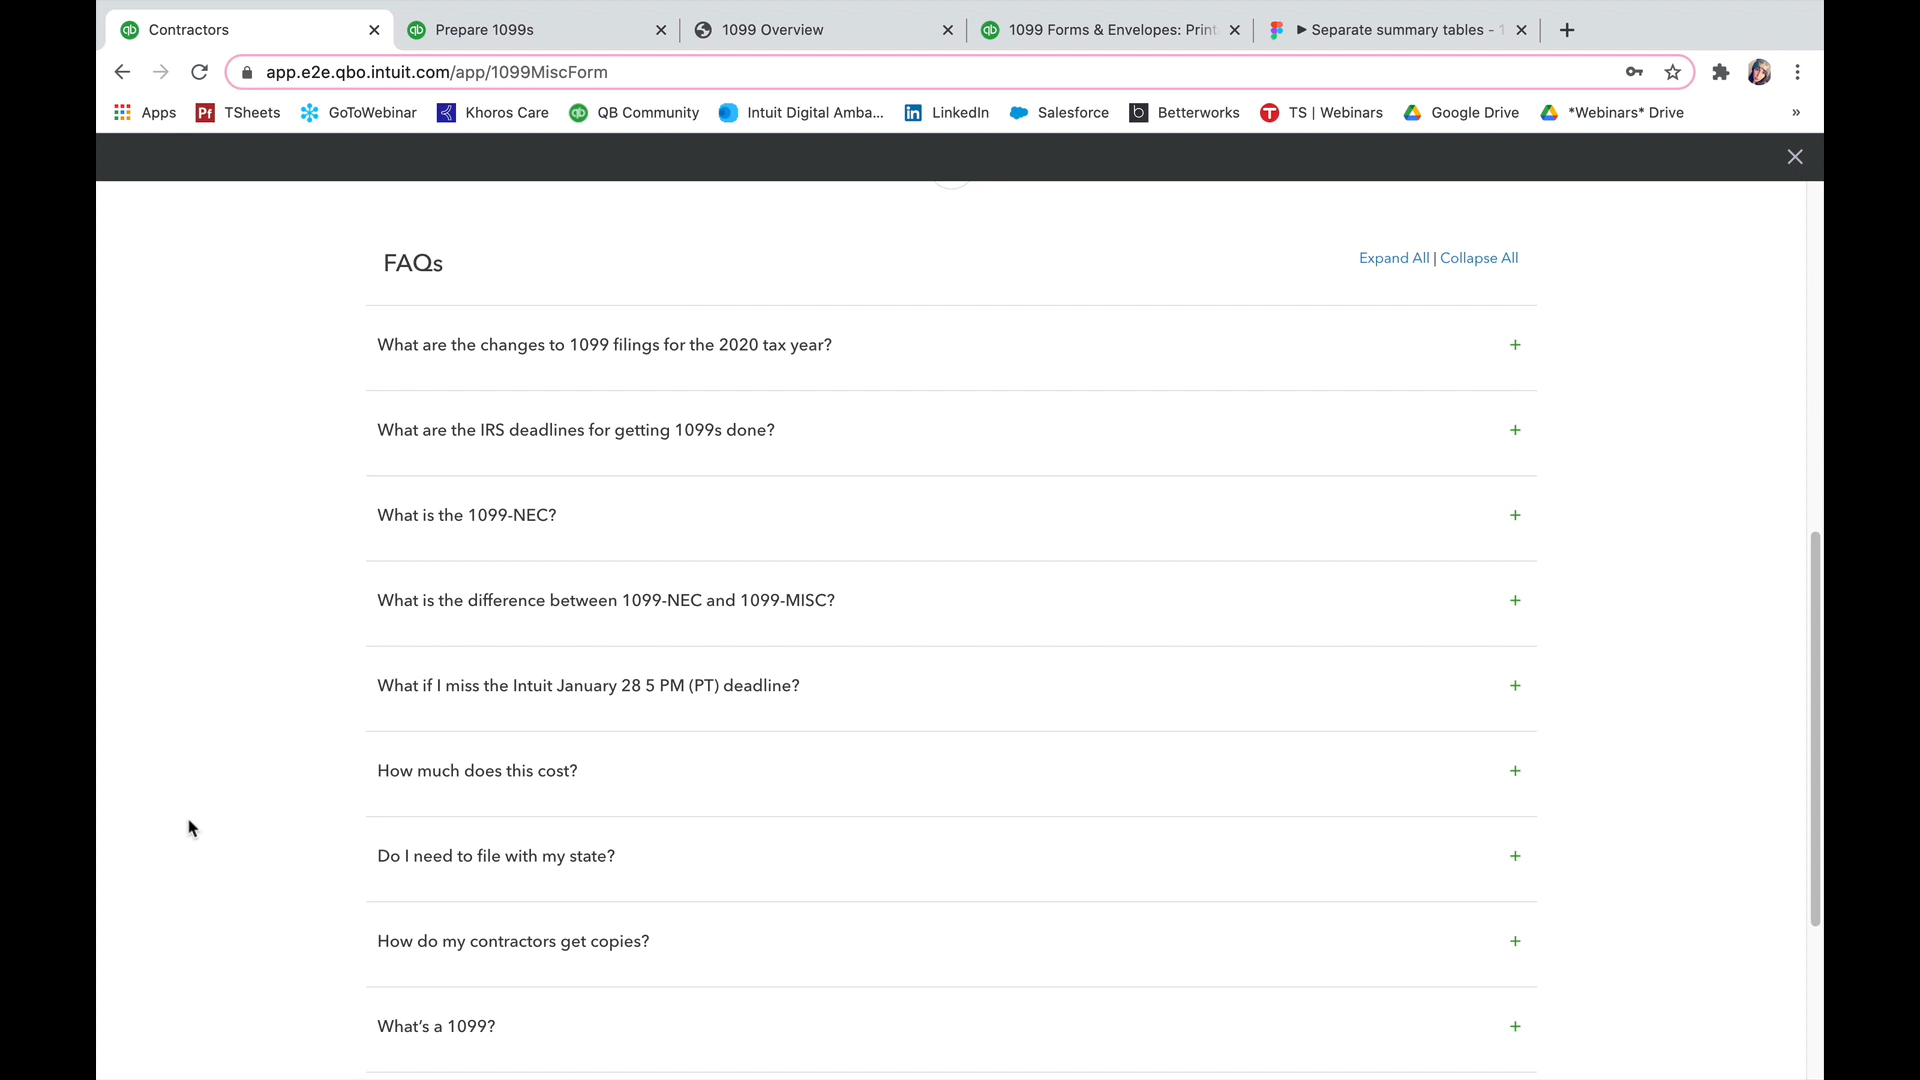 Contractors
Prepare 1099s
1099 Overview
1099 Forms & Envelopes: Print
▶ Separate summary tables - 1
app.e2e.qbo.intuit.com/app/1099MiscForm
Apps
Pf TSheets
GoToWebinar
Khoros Care
qb QB Community
Intuit Digital Amba...
in LinkedIn
Salesforce
b Betterworks
T TS | Webinars
Google Drive
*Webinars* Drive
»
FAQs
Expand All | Collapse All
What are the changes to 1099 filings for the 2020 tax year? +
What are the IRS deadlines for getting 1099s done? +
What is the 1099-NEC? +
What is the difference between 1099-NEC and 1099-MISC? +
What if I miss the Intuit January 28 5 PM (PT) deadline? +
How much does this cost? +
Do I need to file with my state? +
How do my contractors get copies? +
What's a 1099? +